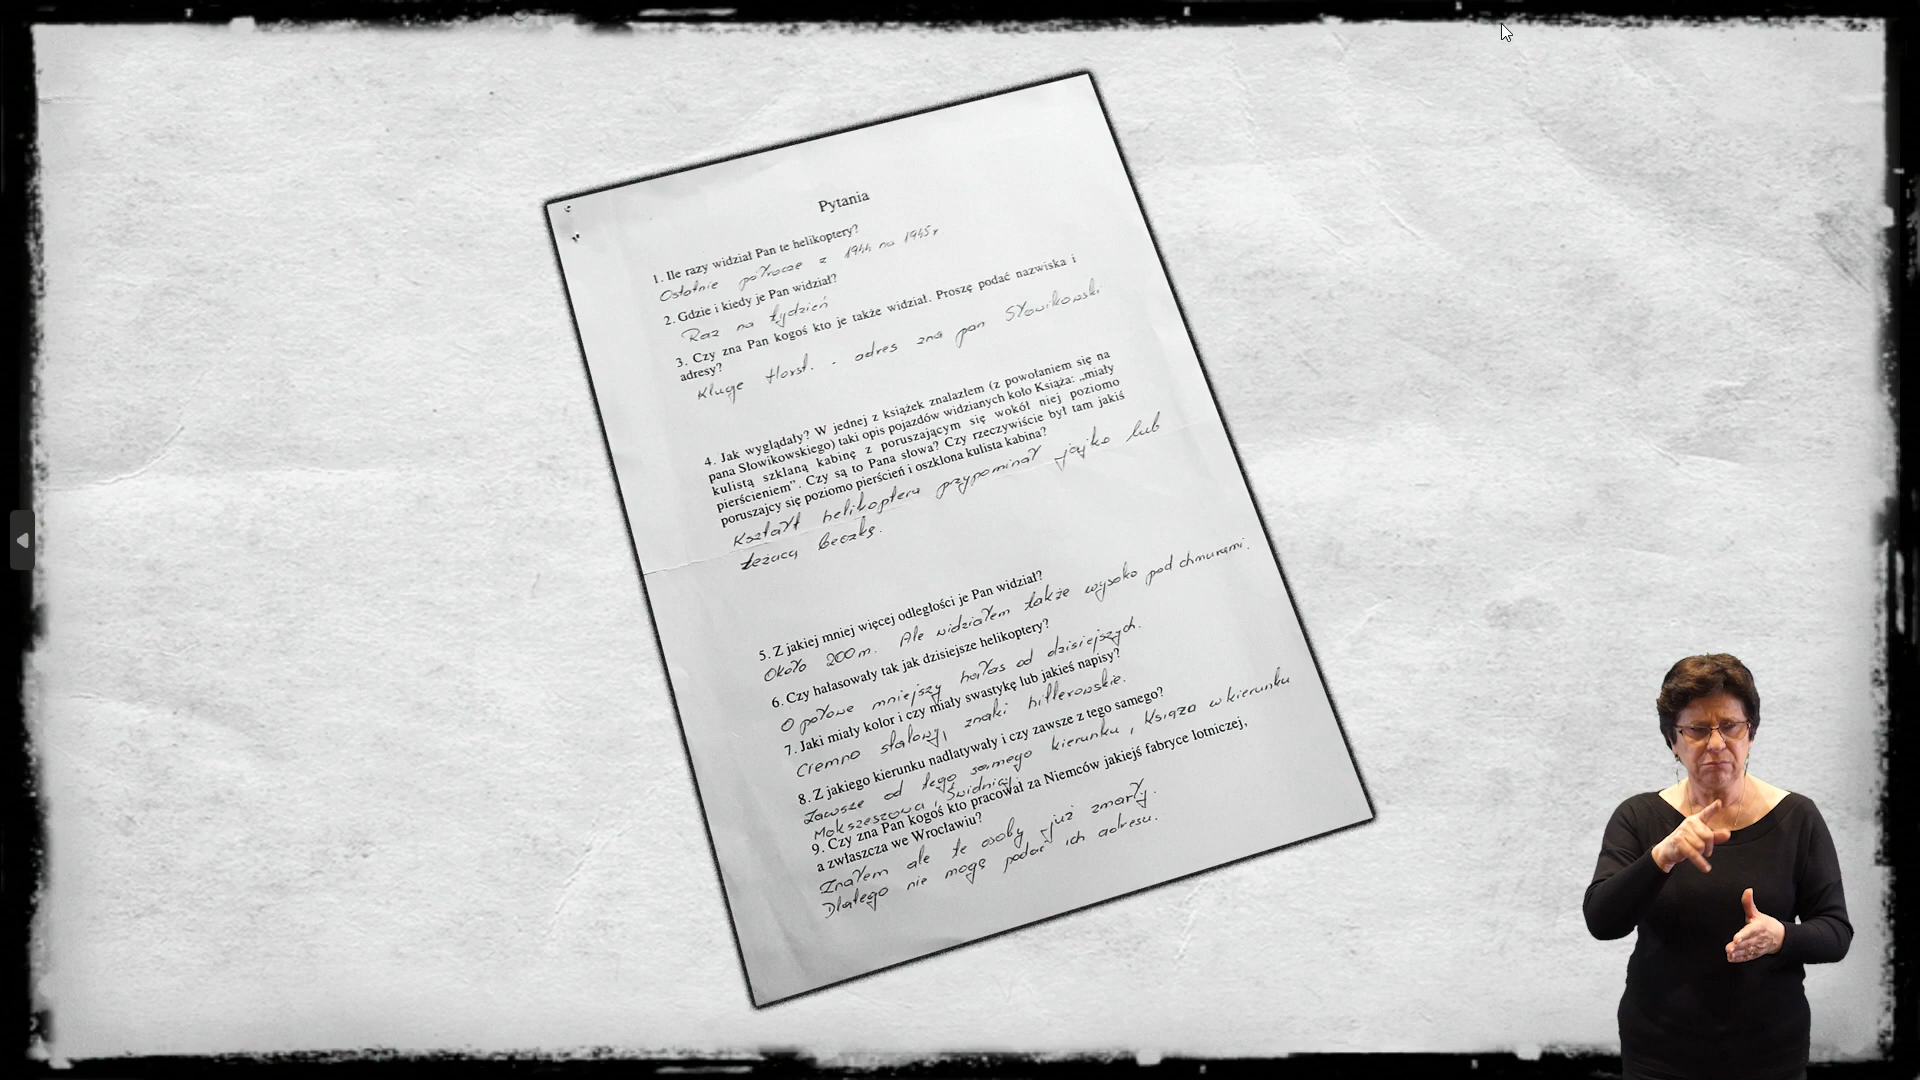 Pytania
1. Ile razy widział Pan te helikoptery?
Ostatnie półrocze z 1944 na 1945r
2. Gdzie i kiedy je Pan widział?
Raz na tydzień
3. Czy zna Pan kogoś kto je także widział. Proszę podać nazwiska i
adresy?
Kluge Horst. - adres zna pan Słowikowski
4. Jak wyglądały? W jednej z książek znalazłem (z powołaniem się na
pana Słowikowskiego) taki opis pojazdów widzianych koło Książa: „miały
kulistą szklaną kabinę z poruszającym się wokół niej poziomo
pierścieniem”. Czy są to Pana słowa? Czy rzeczywiście był tam jakiś
poruszajcy się poziomo pierścień i oszklona kulista kabina?
Kształt helikoptera przypominał jajko lub
leżącą beczkę.
5. Z jakiej mniej więcej odległości je Pan widział?
Około 200 m. Ale widziałem także wysoko pod chmurami.
6. Czy hałasowały tak jak dzisiejsze helikoptery?
O połowe mniejszy hałas od dzisiejszych.
7. Jaki miały kolor i czy miały swastykę lub jakieś napisy?
Ciemno stalowy, znaki hitlerowskie.
8. Z jakiego kierunku nadlatywały i czy zawsze z tego samego?
Zawsze od tego samego kierunku, Książa w kierunku
Mokszeszowa i Świdnicy
9. Czy zna Pan kogoś kto pracował za Niemców jakiejś fabryce lotniczej,
a zwłaszcza we Wrocławiu?
Znałem ale te osoby już zmarły.
Dlatego nie mogę podać ich adresu.